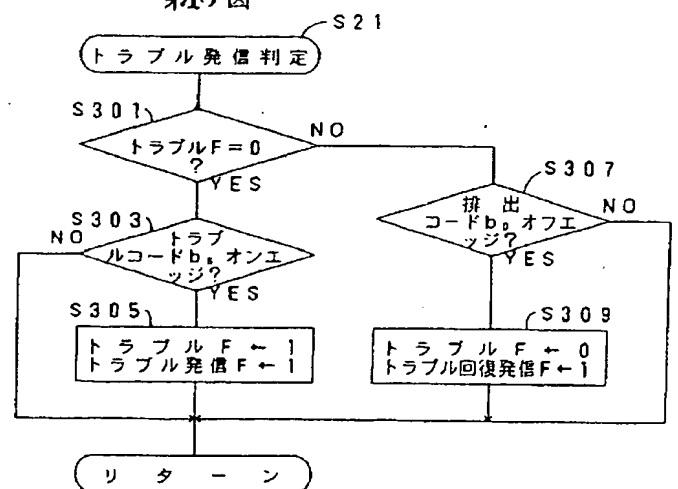 S21
トラブル発信判定
S301
トラブルF=0
?
NO
YES
S303
トラブ
ルコードb₈ オンエ
ッジ?
NO
YES
S305
トラブルF ← 1
トラブル発信F ← 1
S307
排出
コードb₀ オフエ
ッジ?
NO
YES
S309
トラブルF ← 0
トラブル回復発信F ← 1
リターン